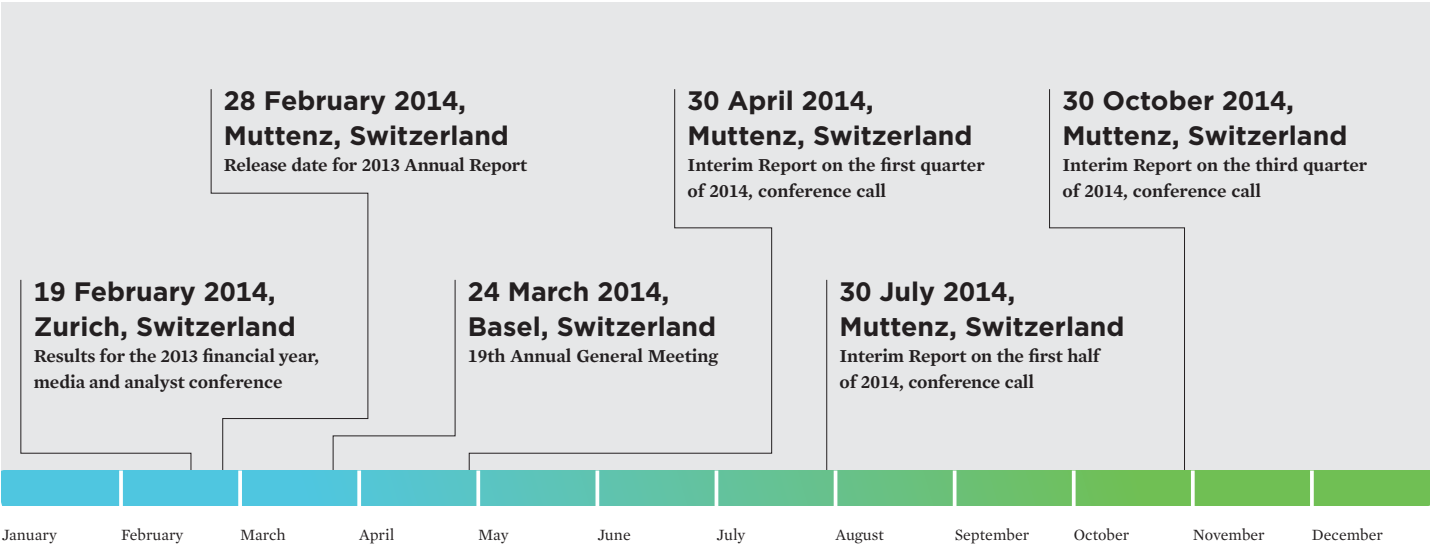 28 February 2014,
Muttenz, Switzerland
Release date for 2013 Annual Report
30 April 2014,
Muttenz, Switzerland
Interim Report on the first quarter
of 2014, conference call
30 October 2014,
Muttenz, Switzerland
Interim Report on the third quarter
of 2014, conference call
19 February 2014,
Zurich, Switzerland
Results for the 2013 financial year,
media and analyst conference
24 March 2014,
Basel, Switzerland
19th Annual General Meeting
30 July 2014,
Muttenz, Switzerland
Interim Report on the first half
of 2014, conference call
January February March April May June July August September October November December